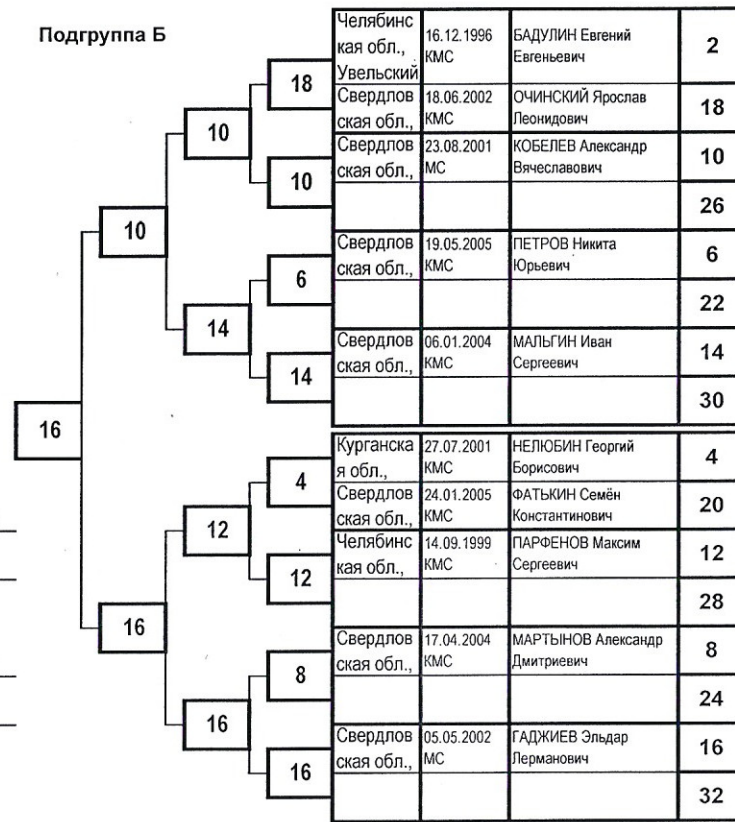 Подгруппа Б
Челябинс
кая обл.,
Увельский
16.12.1996
КМС
БАДУЛИН Евгений
Евгеньевич
2
Свердлов
ская обл.,
18.06.2002
КМС
ОЧИНСКИЙ Ярослав
Леонидович
18
Свердлов
ская обл.,
23.08.2001
МС
КОБЕЛЕВ Александр
Вячеславович
10
26
Свердлов
ская обл.,
19.05.2005
КМС
ПЕТРОВ Никита
Юрьевич
6
22
Свердлов
ская обл.,
06.01.2004
КМС
МАЛЬГИН Иван
Сергеевич
14
30
Курганска
я обл.,
27.07.2001
КМС
НЕЛЮБИН Георгий
Борисович
4
Свердлов
ская обл.,
24.01.2005
КМС
ФАТЬКИН Семён
Константинович
20
Челябинс
кая обл.,
14.09.1999
КМС
ПАРФЕНОВ Максим
Сергеевич
12
28
Свердлов
ская обл.,
17.04.2004
КМС
МАРТЫНОВ Александр
Дмитриевич
8
24
Свердлов
ская обл.,
05.05.2002
МС
ГАДЖИЕВ Эльдар
Лерманович
16
32
18
10
6
14
4
12
8
16
10
14
12
16
10
16
16